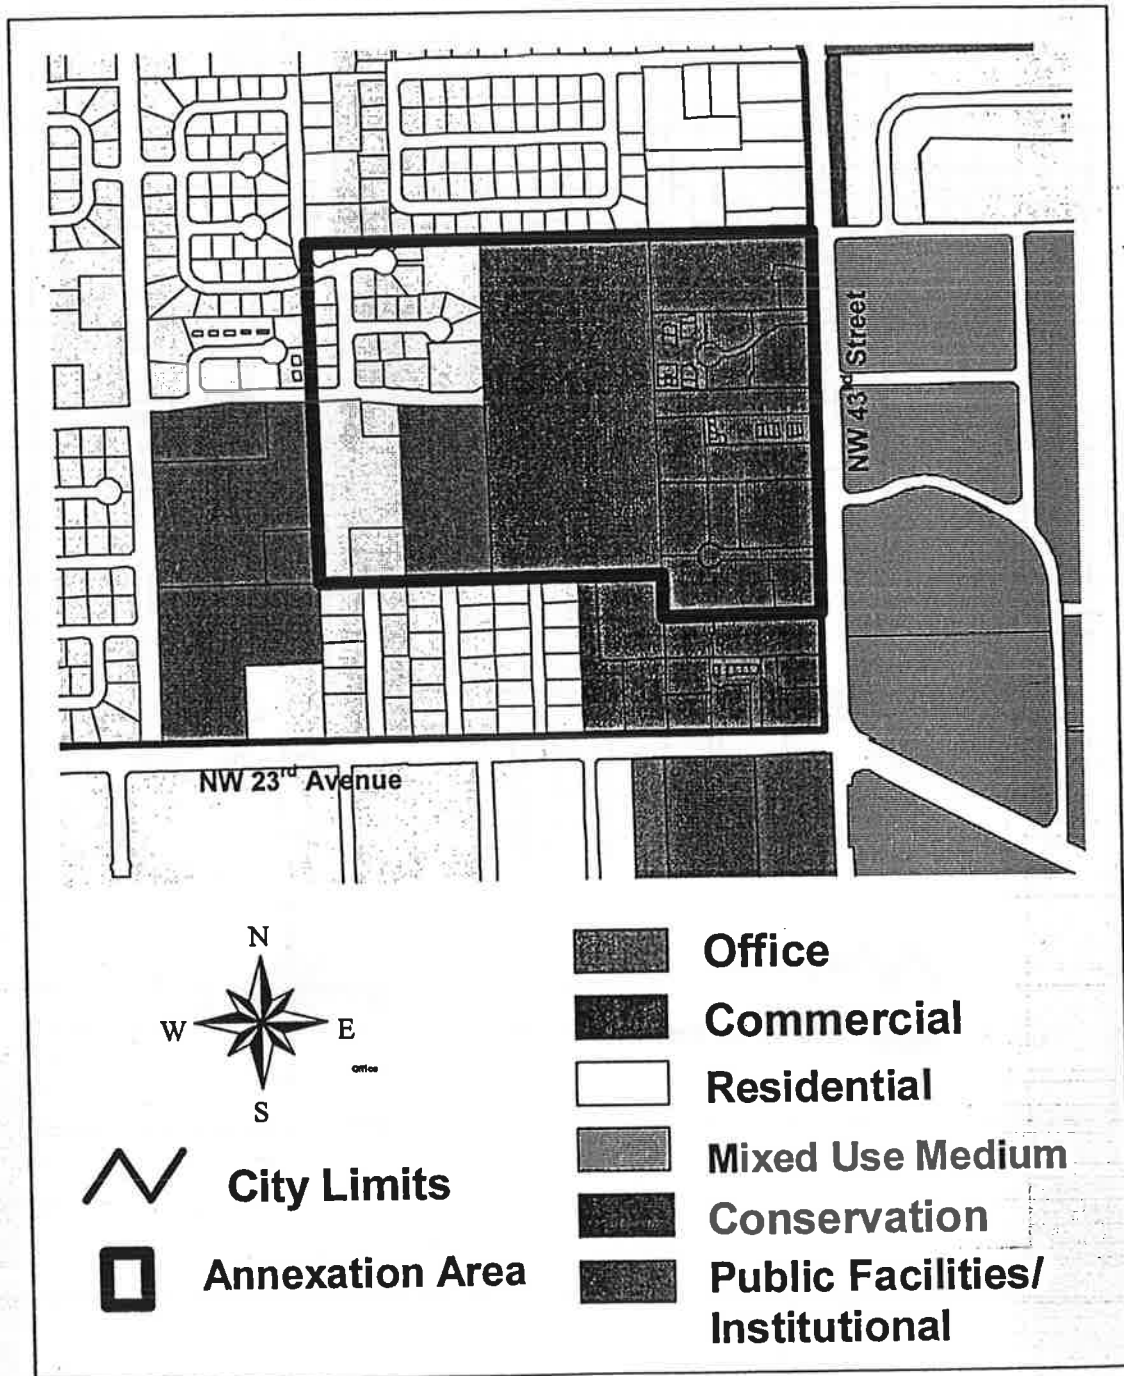 NW 43rd Street
NW 23rd Avenue
N
W
E
S
Office
City Limits
Annexation Area
Office
Commercial
Residential
Mixed Use Medium
Conservation
Public Facilities/
Institutional